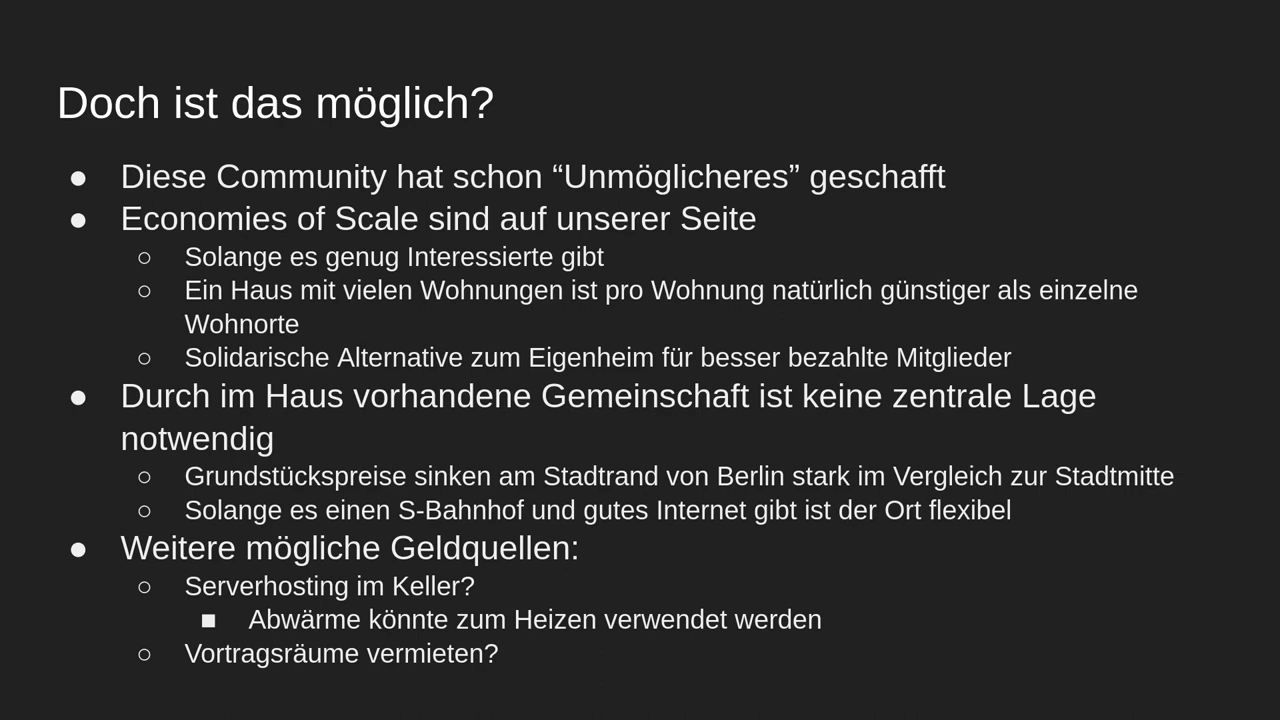 Doch ist das möglich?
● Diese Community hat schon “Unmöglicheres” geschafft
● Economies of Scale sind auf unserer Seite
○ Solange es genug Interessierte gibt
○ Ein Haus mit vielen Wohnungen ist pro Wohnung natürlich günstiger als einzelne
Wohnorte
○ Solidarische Alternative zum Eigenheim für besser bezahlte Mitglieder
● Durch im Haus vorhandene Gemeinschaft ist keine zentrale Lage
notwendig
○ Grundstückspreise sinken am Stadtrand von Berlin stark im Vergleich zur Stadtmitte
○ Solange es einen S-Bahnhof und gutes Internet gibt ist der Ort flexibel
● Weitere mögliche Geldquellen:
○ Serverhosting im Keller?
■ Abwärme könnte zum Heizen verwendet werden
○ Vortragsräume vermieten?